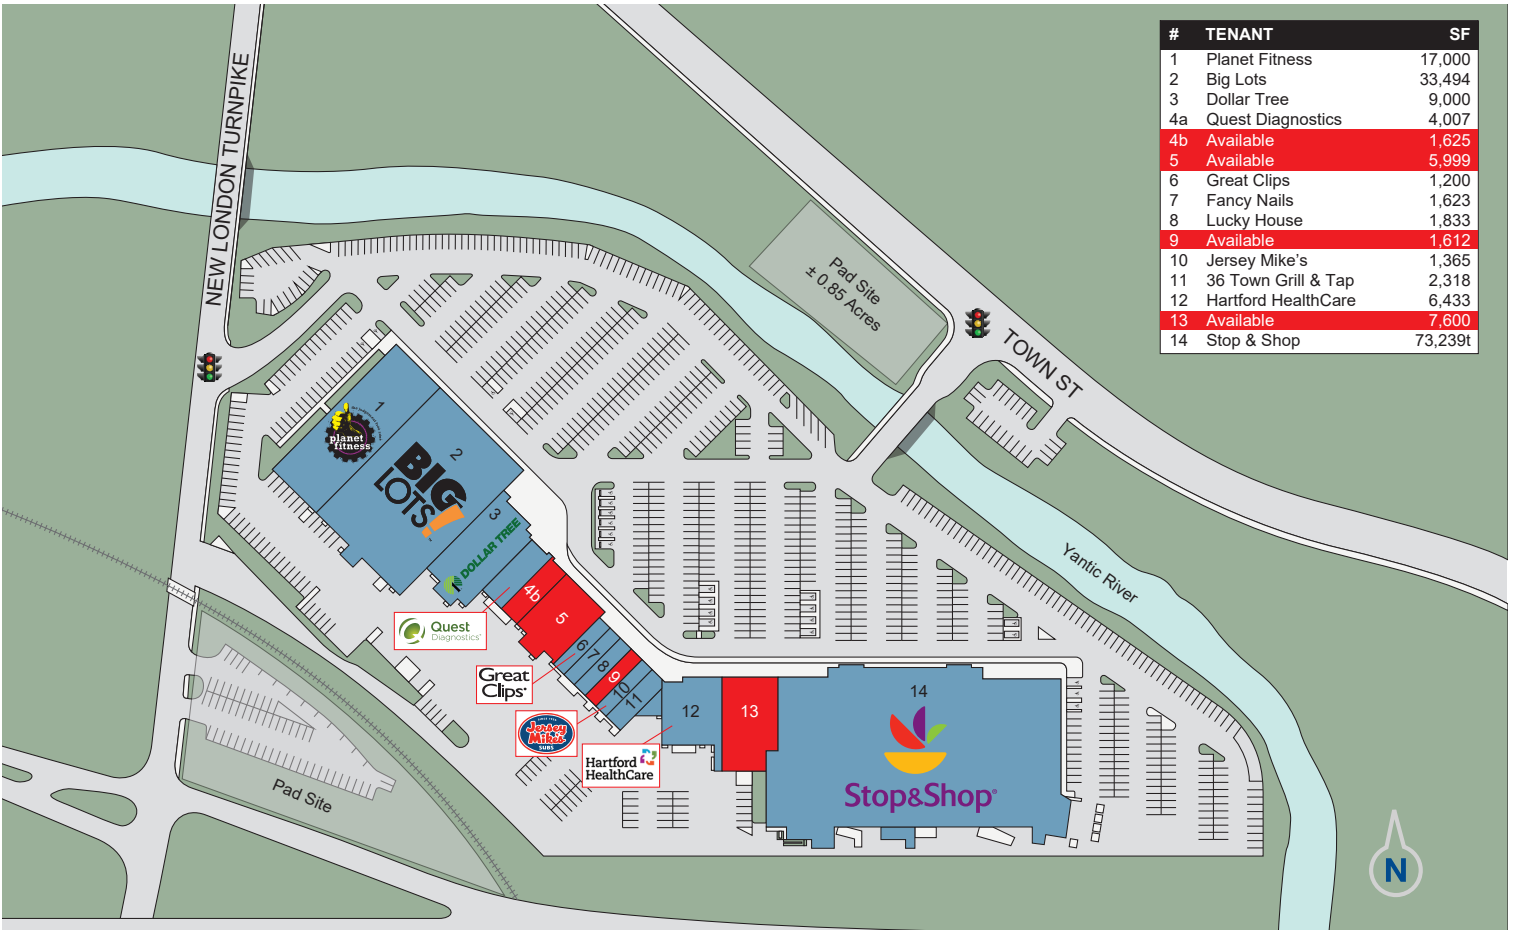 # TENANT SF
1 Planet Fitness 17,000
2 Big Lots 33,494
3 Dollar Tree 9,000
4a Quest Diagnostics 4,007
4b Available 1,625
5 Available 5,999
6 Great Clips 1,200
7 Fancy Nails 1,623
8 Lucky House 1,833
9 Available 1,612
10 Jersey Mike's 1,365
11 36 Town Grill & Tap 2,318
12 Hartford HealthCare 6,433
13 Available 7,600
14 Stop & Shop 73,239t
NEW LONDON TURNPIKE
Pad Site
± 0.85 Acres
TOWN ST
Yantic River
1
planet
fitness
2
BIG
LOTS!
3
DOLLAR TREE
4b
5
6
7
8
9
10
11
12
13
14
Quest
Diagnostics
Great
Clips
Jersey
Mike's
SUBS
Hartford
HealthCare
Stop&Shop
Pad Site
N